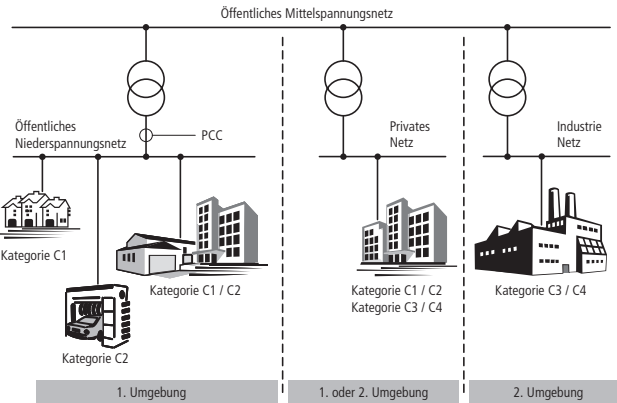 Öffentliches Mittelspannungsnetz
Öffentliches
Niederspannungsnetz
PCC
Privates
Netz
Industrie
Netz
Kategorie C1
Kategorie C1 / C2
Kategorie C2
Kategorie C1 / C2
Kategorie C3 / C4
Kategorie C3 / C4
1. Umgebung
1. oder 2. Umgebung
2. Umgebung